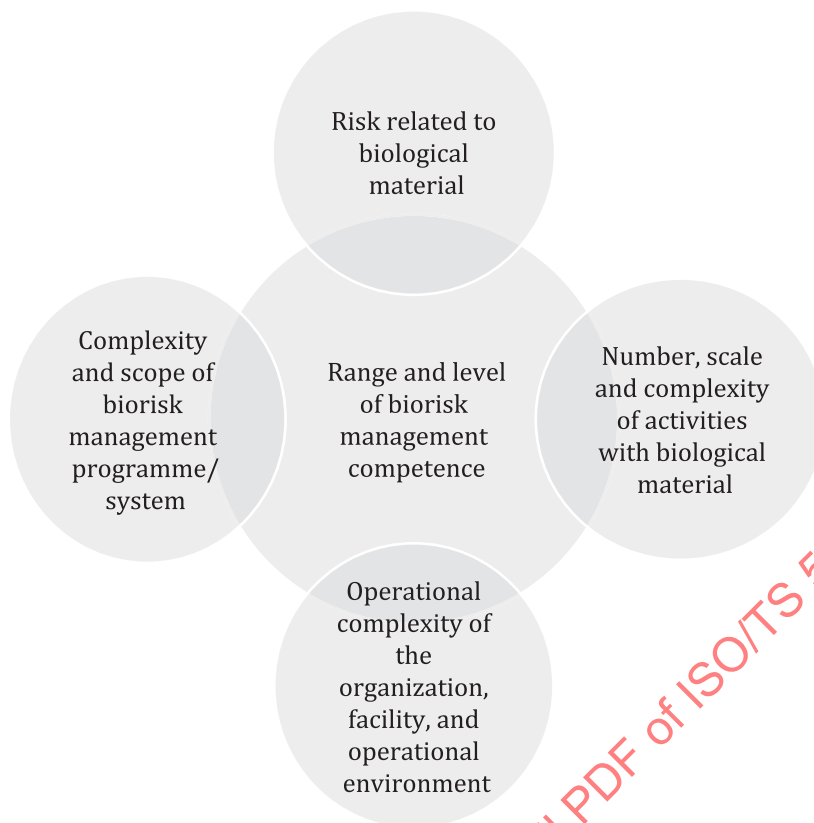 Risk related to
biological
material
Complexity
and scope of
biorisk
management
programme/
system
Range and level
of biorisk
management
competence
Number, scale
and complexity
of activities
with biological
material
Operational
complexity of
the
organization,
facility, and
operational
environment
PDF of ISO/TS